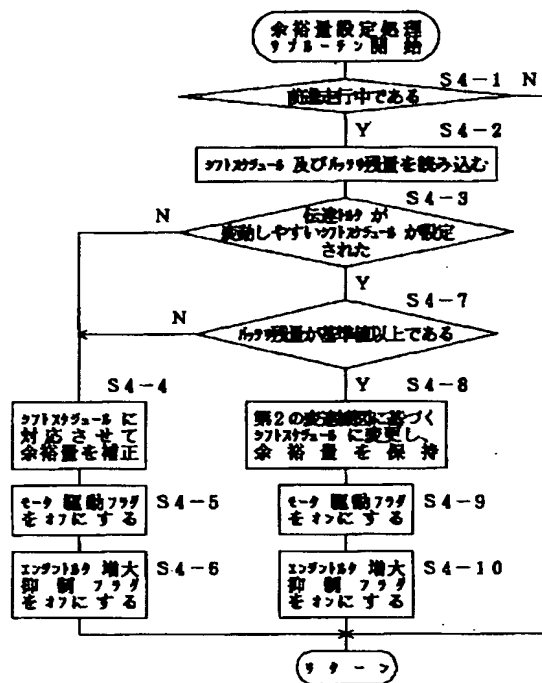 余裕量設定処理
サブルーチン 開始
S4-1
N
前進走行中である
Y
S4-2
シフトスケジュール 及びバッテリ残量を読み込む
S4-3
N
伝達トルク が
変動しやすいシフトスケジュール が設定
された
Y
S4-7
N
バッテリ残量が基準値以上である
S4-4
Y
S4-8
シフトスケジュール に
対応させて
余裕量を補正
第2の変速線図に基づく
シフトスケジュール に変更し、
余裕量を保持
モータ 駆動フラグ
をオフにする
S4-5
モータ 駆動フラグ
をオンにする
S4-9
エンジントルク 増大
抑制フラグ
をオフにする
S4-6
エンジントルク 増大
抑制フラグ
をオンにする
S4-10
リターン